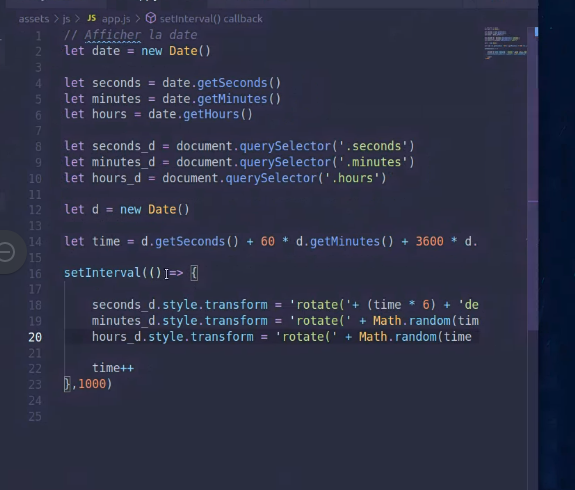 assets > js > JS app.js > setInterval() callback
1 // Afficher la date
2 let date = new Date()
3
4 let seconds = date.getSeconds()
5 let minutes = date.getMinutes()
6 let hours = date.getHours()
7
8 let seconds_d = document.querySelector('.seconds')
9 let minutes_d = document.querySelector('.minutes')
10 let hours_d = document.querySelector('.hours')
11
12 let d = new Date()
13
14 let time = d.getSeconds() + 60 * d.getMinutes() + 3600 * d.
15
16 setInterval(() => {
17
18 seconds_d.style.transform = 'rotate('+ (time * 6) + 'de
19 minutes_d.style.transform = 'rotate(' + Math.random(tim
20 hours_d.style.transform = 'rotate(' + Math.random(time
21
22 time++
23 },1000)
24
25